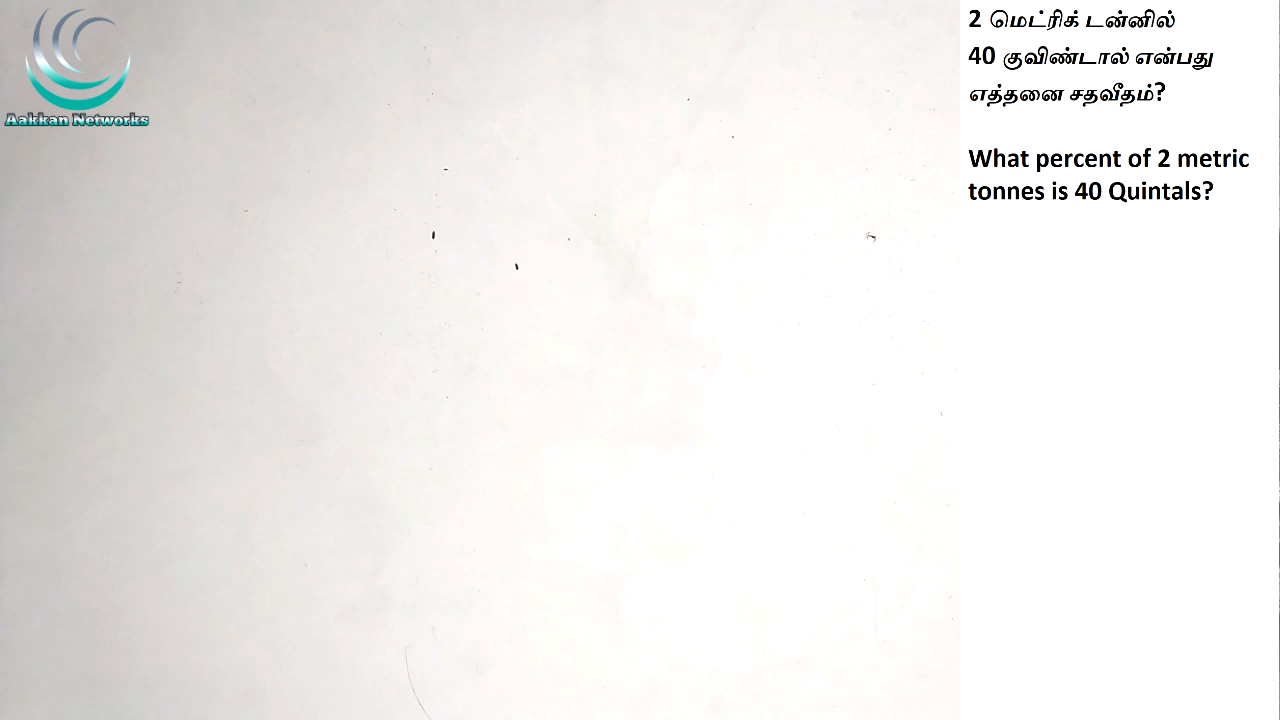 Aakkan Networks
2 மெட்ரிக் டன்னில்
40 குவிண்டால் என்பது
எத்தனை சதவீதம்?
What percent of 2 metric
tonnes is 40 Quintals?